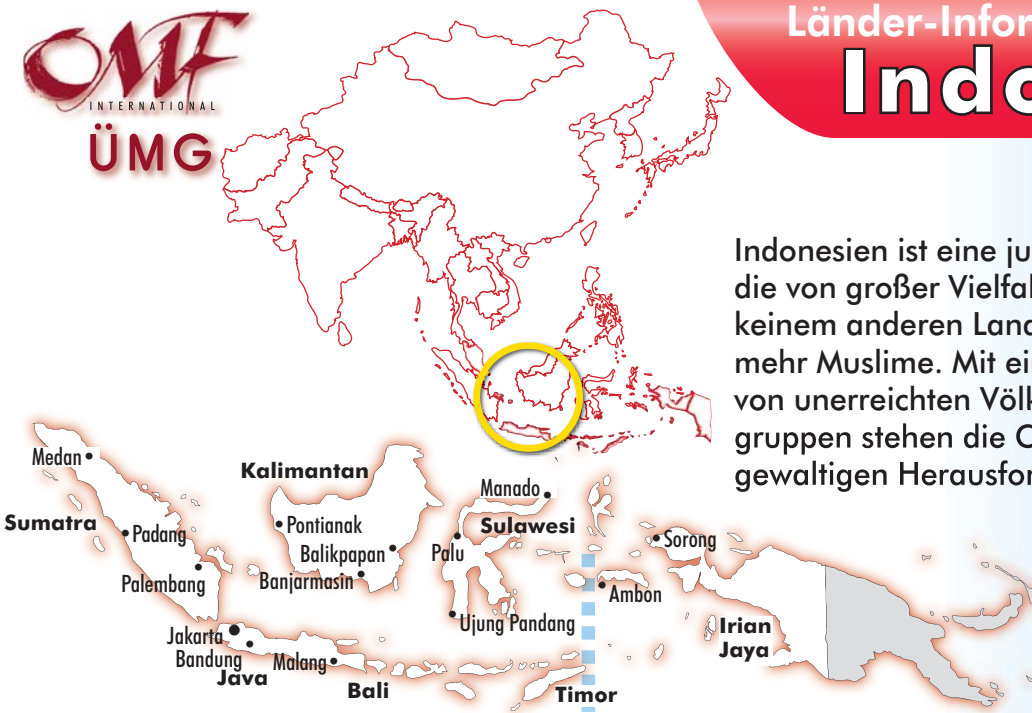 OMF
INTERNATIONAL
ÜMG
Länder-Infor
Indo
Indonesien ist eine ju
die von großer Vielfal
keinem anderen Land
mehr Muslime. Mit ei
von unerreichten Völk
gruppen stehen die C
gewaltigen Herausfor
Medan
Kalimantan
Manado
Sumatra
Padang
Pontianak
Sulawesi
Sorong
Balikpapan
Palu
Palembang
Banjarmasin
Ambon
Ujung Pandang
Irian
Jaya
Jakarta
Bandung
Malang
Java
Bali
Timor